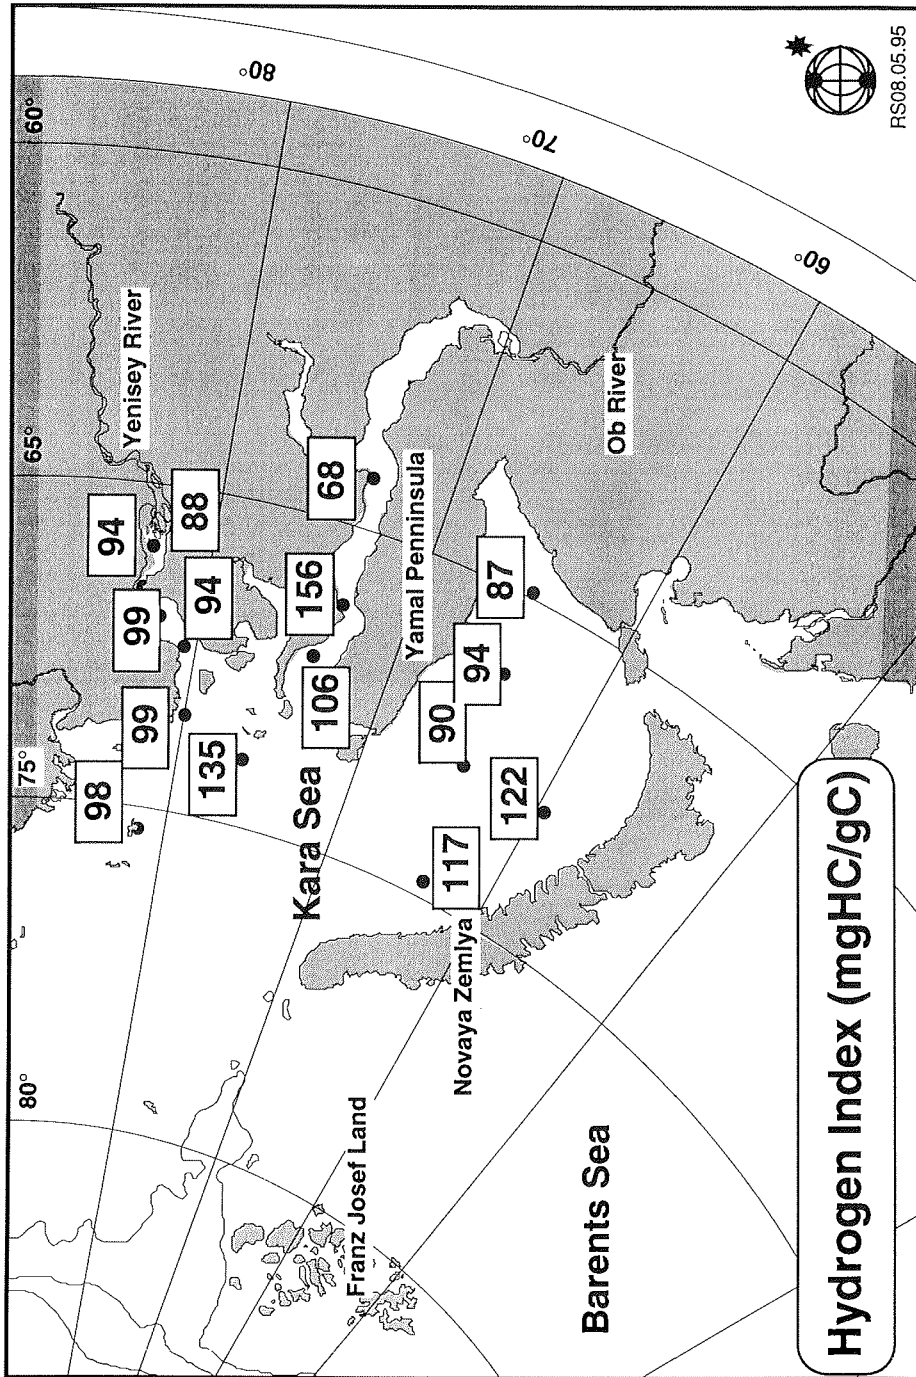 80°
75°
65°
60°
80°
70°
60°
Yenisey River
94
88
99
94
99
98
135
68
156
106
Kara Sea
Yamal Penninsula
Ob River
87
94
90
122
117
Novaya Zemlya
Franz Josef Land
Barents Sea
Hydrogen Index (mgHC/gC)
RS08.05.95